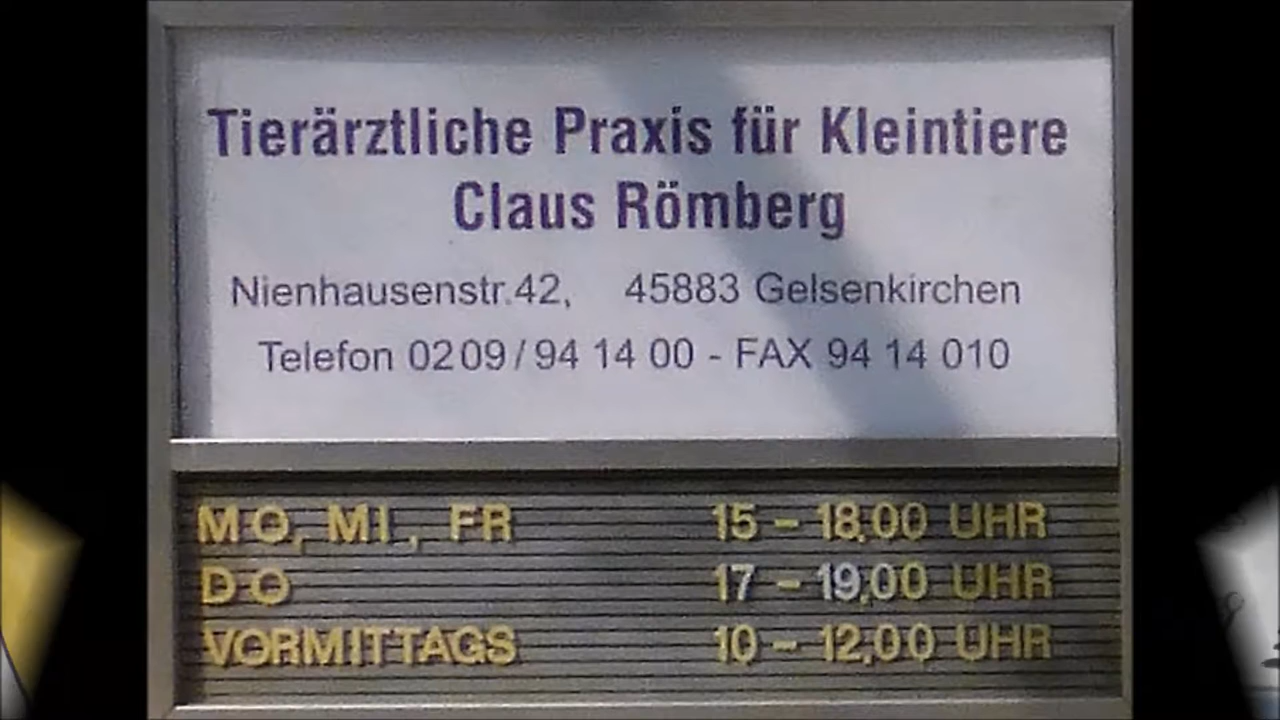 Tierärztliche Praxis für Kleintiere
Claus Römberg
Nienhausenstr.42, 45883 Gelsenkirchen
Telefon 0209/94 14 00 - FAX 94 14 010
MO, MI, FR 15 - 18,00 UHR
DO 17 - 19,00 UHR
VORMITTAGS 10 - 12,00 UHR